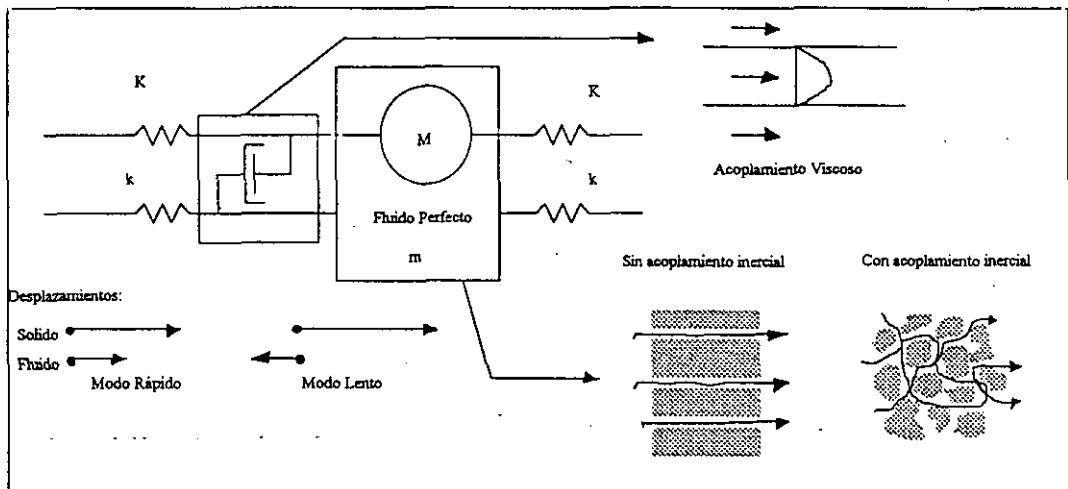 K
K
M
k
k
Acoplamiento Viscoso
Fluido Perfecto
m
Sin acoplamiento inercial
Con acoplamiento inercial
Desplazamientos:
Solido
Fluido
Modo Rápido
Modo Lento